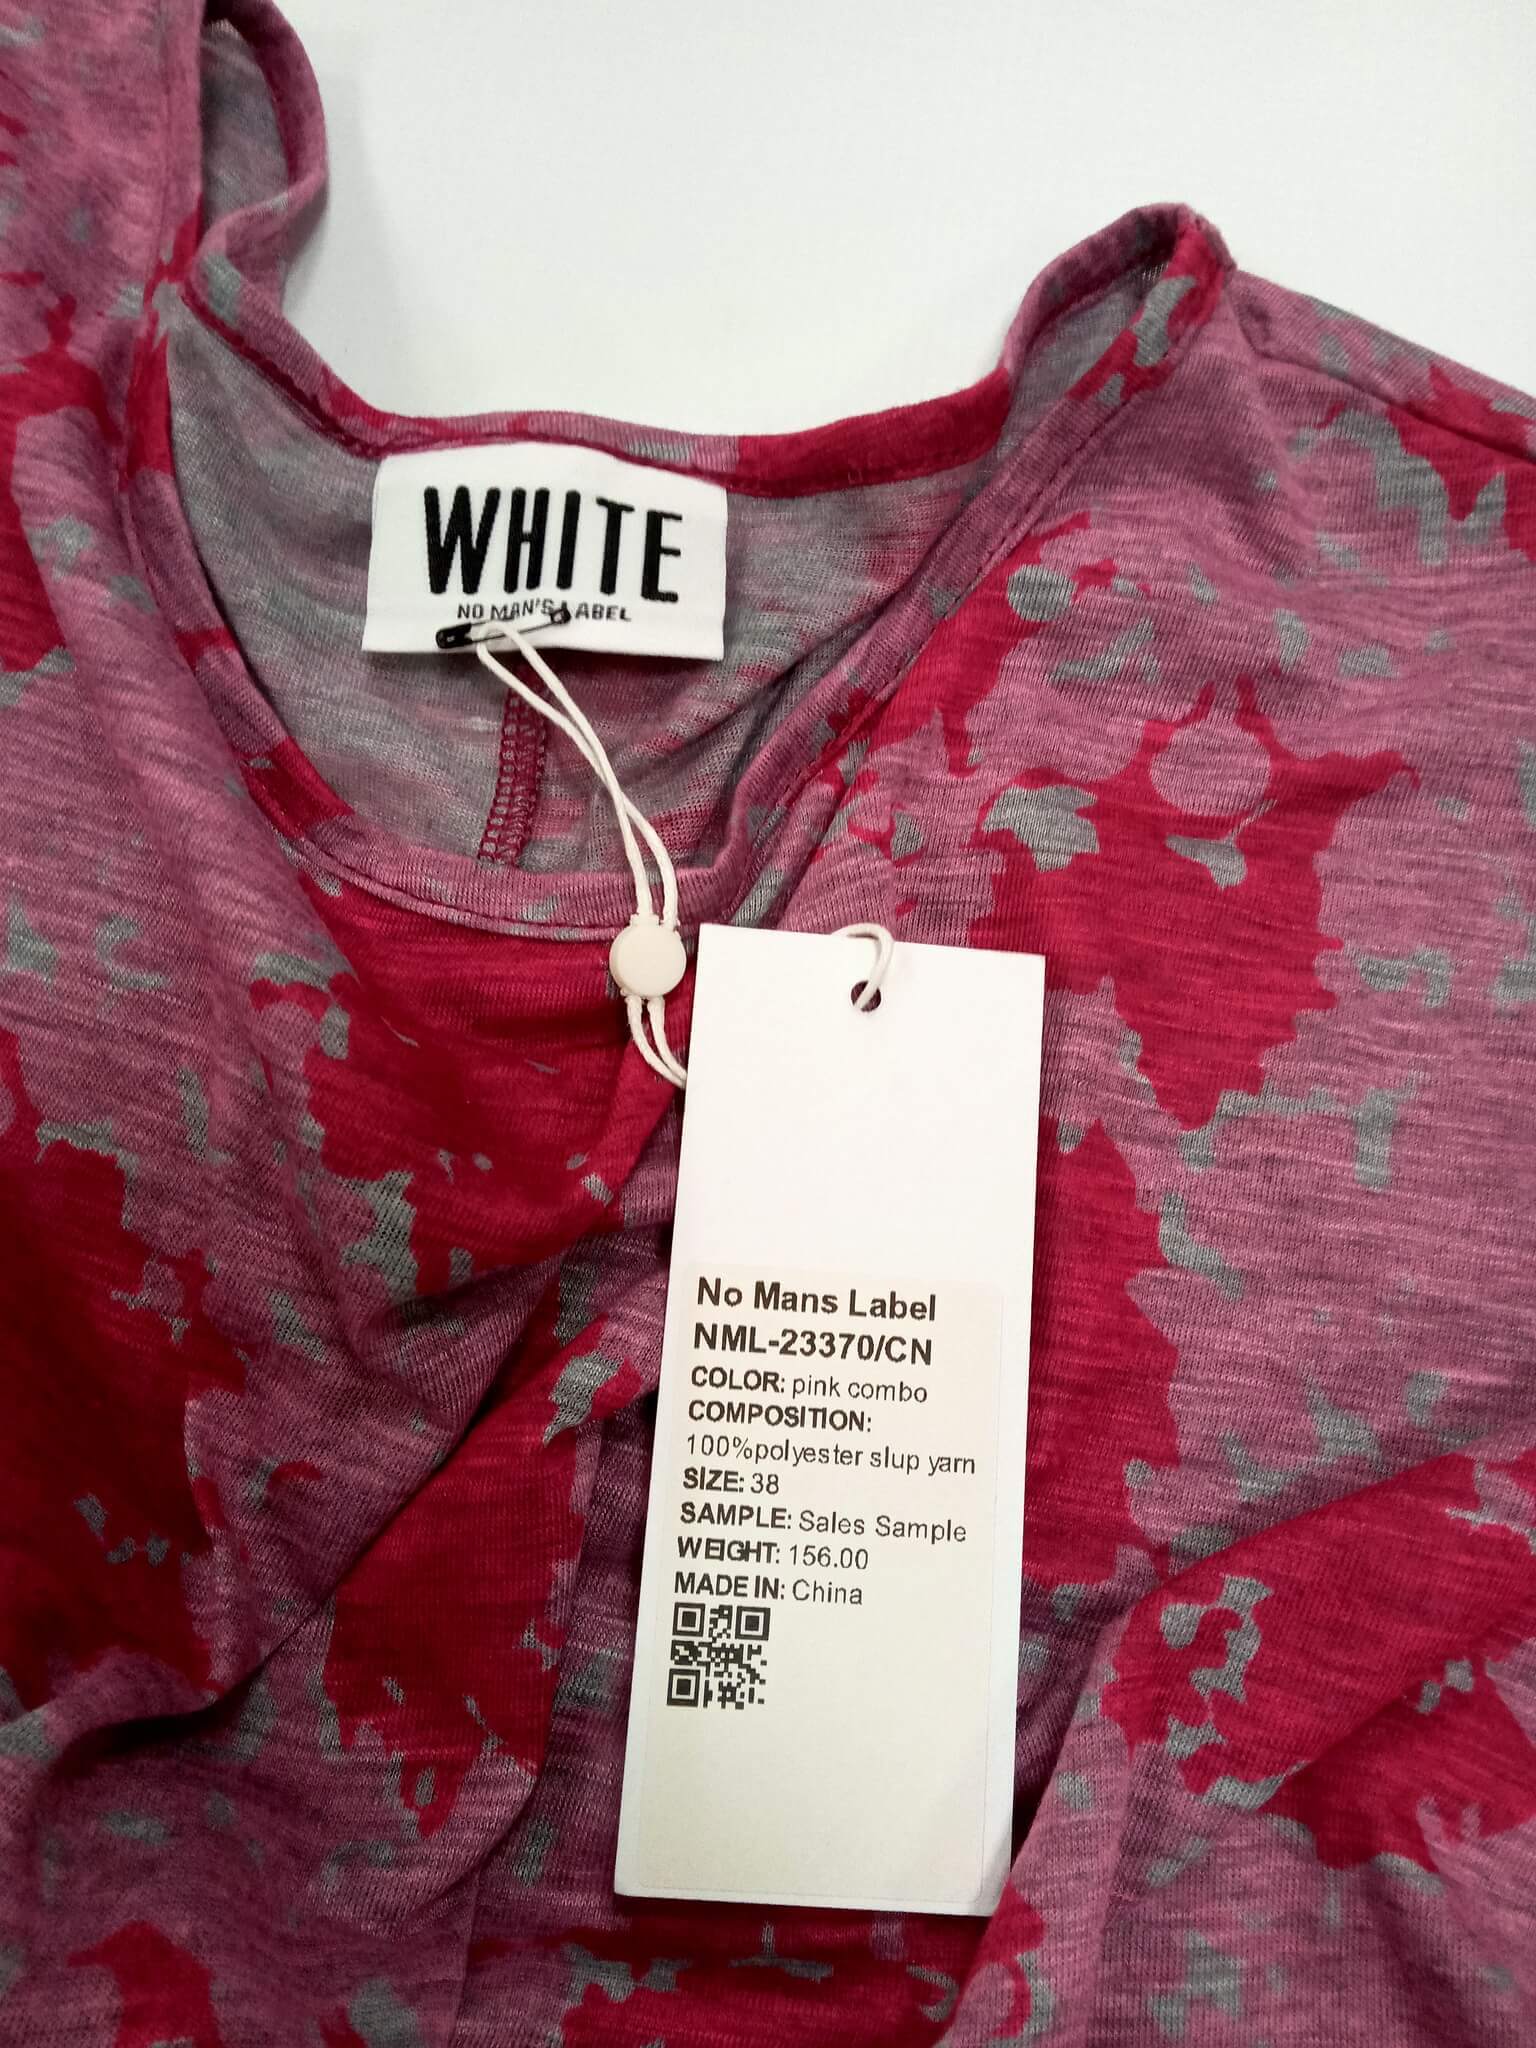 WHITE
NO MAN'S LABEL
No Mans Label
NML-23370/CN
COLOR: pink combo
COMPOSITION:
100%polyester slup yarn
SIZE: 38
SAMPLE: Sales Sample
WEIGHT: 156.00
MADE IN: China